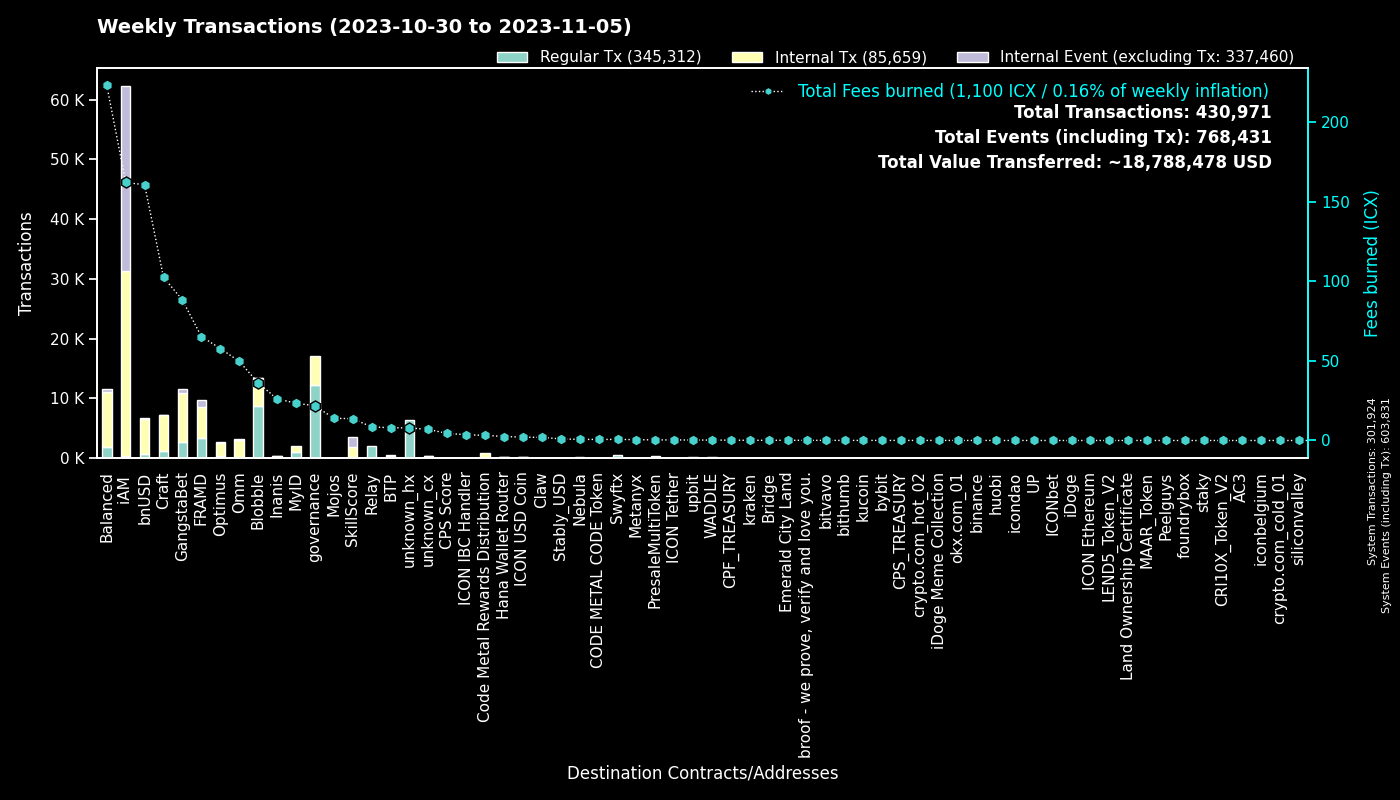 Weekly Transactions (2023-10-30 to 2023-11-05)
Regular Tx (345,312)
Internal Tx (85,659)
Internal Event (excluding Tx: 337,460)
Total Fees burned (1,100 ICX / 0.16% of weekly inflation)
Total Transactions: 430,971
Total Events (including Tx): 768,431
Total Value Transferred: ~18,788,478 USD
Transactions
60 K
50 K
40 K
30 K
20 K
10 K
0 K
200
150
100
50
0
Fees burned (ICX)
System Transactions: 301,924
System Events (including Tx): 603,831
Balanced
iAM
bnUSD
Craft
GangstaBet
FRAMD
Optimus
Omm
Blobble
Inanis
MyID
governance
Mojos
SkillScore
Relay
BTP
unknown_hx
unknown_cx
CPS Score
ICON IBC Handler
Code Metal Rewards Distribution
Hana Wallet Router
ICON USD Coin
Claw
Stably_USD
Nebula
CODE METAL CODE Token
Swyftx
Metanyx
PresaleMultiToken
ICON Tether
upbit
WADDLE
CPF_TREASURY
kraken
Bridge
Emerald City Land
broof - we prove, verify and love you.
bitvavo
bithumb
kucoin
bybit
CPS_TREASURY
crypto.com_hot_02
iDoge Meme Collection
okx.com_01
binance
huobi
icondao
UP
ICONbet
iDoge
ICON Ethereum
LEND5_Token_V2
Land Ownership Certificate
MAAR_Token
Peelguys
foundrybox
staky
CRI10X_Token_V2
AC3
iconbelgium
crypto.com_cold_01
siliconvalley
Destination Contracts/Addresses